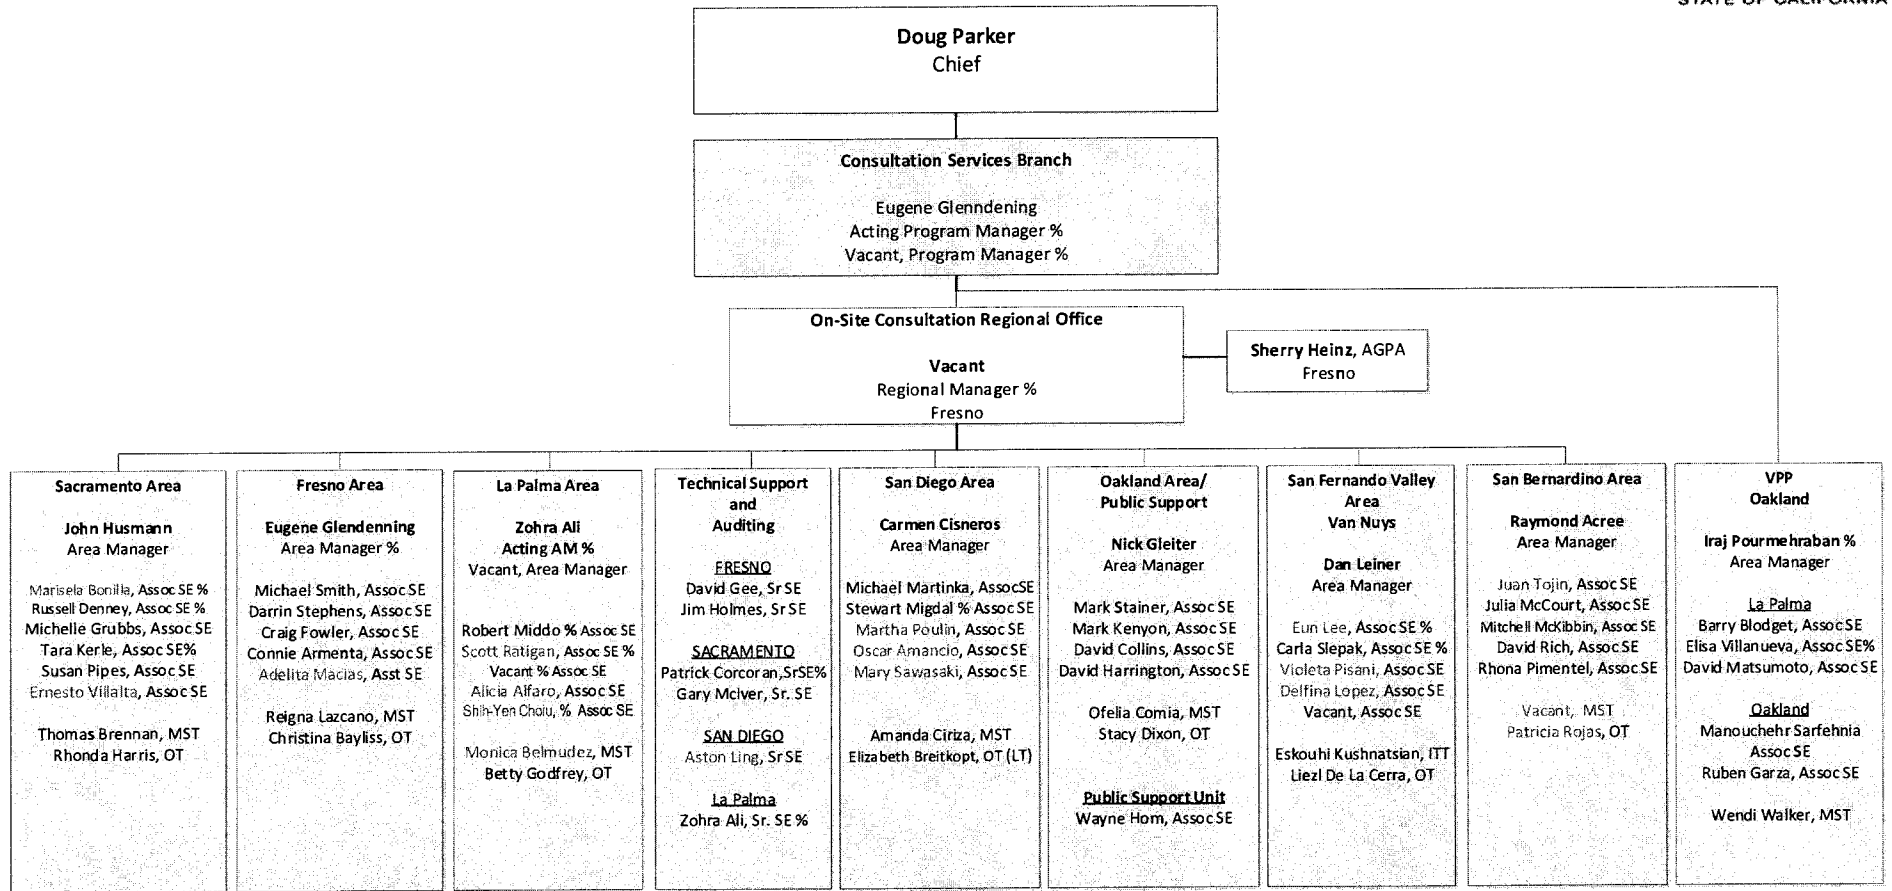 STATE OF CALIFORNIA
Doug Parker
Chief
Consultation Services Branch
Eugene Glenndening
Acting Program Manager %
Vacant, Program Manager %
On-Site Consultation Regional Office
Vacant
Regional Manager %
Fresno
Sherry Heinz, AGPA
Fresno
Sacramento Area
John Husmann
Area Manager
Marisela Bonilla, Assoc SE %
Russell Denney, Assoc SE %
Michelle Grubbs, Assoc SE
Tara Kerle, Assoc SE%
Susan Pipes, Assoc SE
Ernesto Villalta, Assoc SE
Thomas Brennan, MST
Rhonda Harris, OT
Fresno Area
Eugene Glendenning
Area Manager %
Michael Smith, Assoc SE
Darrin Stephens, Assoc SE
Craig Fowler, Assoc SE
Connie Armenta, Assoc SE
Adelita Macias, Asst SE
Reigna Lazcano, MST
Christina Bayliss, OT
La Palma Area
Zohra Ali
Acting AM %
Vacant, Area Manager
Robert Middo % Assoc SE
Scott Ratigan, Assoc SE %
Vacant % Assoc SE
Alicia Alfaro, Assoc SE
Shih-Yen Choiu, % Assoc SE
Monica Belmudez, MST
Betty Godfrey, OT
Technical Support
and
Auditing
FRESNO
David Gee, Sr SE
Jim Holmes, Sr SE
SACRAMENTO
Patrick Corcoran, SrSE%
Gary McIver, Sr. SE
SAN DIEGO
Aston Ling, Sr SE
La Palma
Zohra Ali, Sr. SE %
San Diego Area
Carmen Cisneros
Area Manager
Michael Martinka, AssocSE
Stewart Migdal % Assoc SE
Martha Poulin, Assoc SE
Oscar Amancio, Assoc SE
Mary Sawasaki, Assoc SE
Amanda Ciriza, MST
Elizabeth Breitkopt, OT (LT)
Oakland Area/
Public Support
Nick Gleiter
Area Manager
Mark Stainer, Assoc SE
Mark Kenyon, Assoc SE
David Collins, Assoc SE
David Harrington, Assoc SE
Ofelia Comia, MST
Stacy Dixon, OT
Public Support Unit
Wayne Hom, Assoc SE
San Fernando Valley
Area
Van Nuys
Dan Leiner
Area Manager
Eun Lee, Assoc SE %
Carla Slepak, Assoc SE %
Violeta Pisani, Assoc SE
Delfina Lopez, Assoc SE
Vacant, Assoc SE
Eskouhi Kushnatsian, ITT
Liezl De La Cerra, OT
San Bernardino Area
Raymond Acree
Area Manager
Juan Tojin, Assoc SE
Julia McCourt, Assoc SE
Mitchell McKibbin, Assoc SE
David Rich, Assoc SE
Rhona Pimentel, Assoc SE
Vacant, MST
Patricia Rojas, OT
VPP
Oakland
Iraj Pourmehraban %
Area Manager
La Palma
Barry Blodget, Assoc SE
Elisa Villanueva, Assoc SE%
David Matsumoto, Assoc SE
Oakland
Manouchehr Sarfehnia
Assoc SE
Ruben Garza, Assoc SE
Wendi Walker, MST